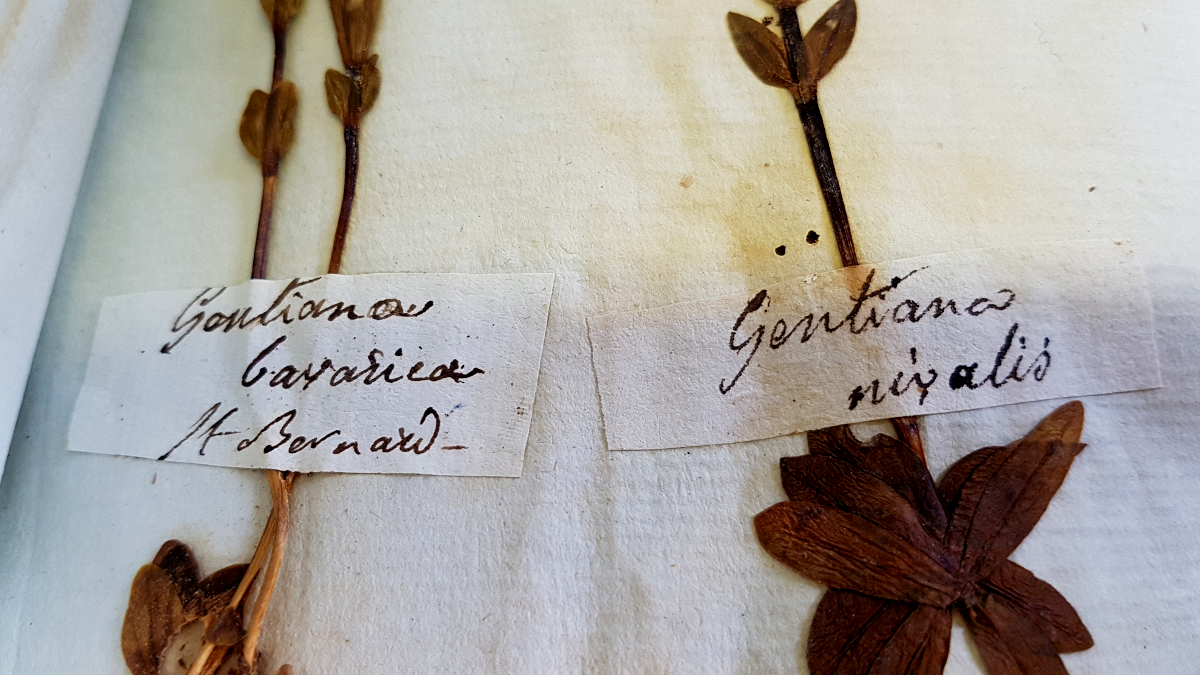 Gentiana
bavarica
St Bernard
Gentiana
nivalis